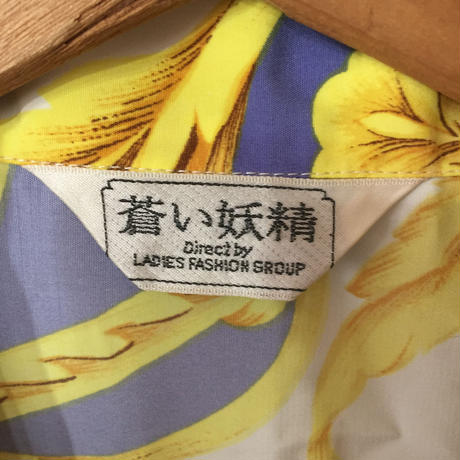 蒼い妖精
Direct by
LADIES FASHION GROUP